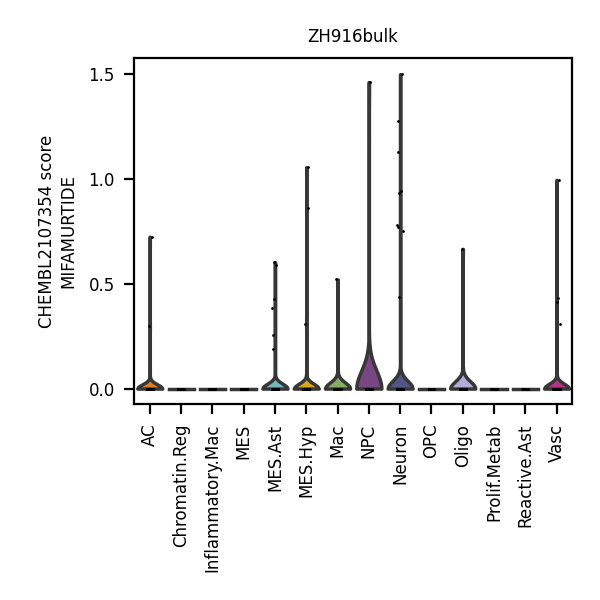 ZH916bulk
CHEMBL2107354 score
MIFAMURTIDE
1.5
1.0
0.5
0.0
AC
Chromatin.Reg
Inflammatory.Mac
MES
MES.Ast
MES.Hyp
Mac
NPC
Neuron
OPC
Oligo
Prolif.Metab
Reactive.Ast
Vasc